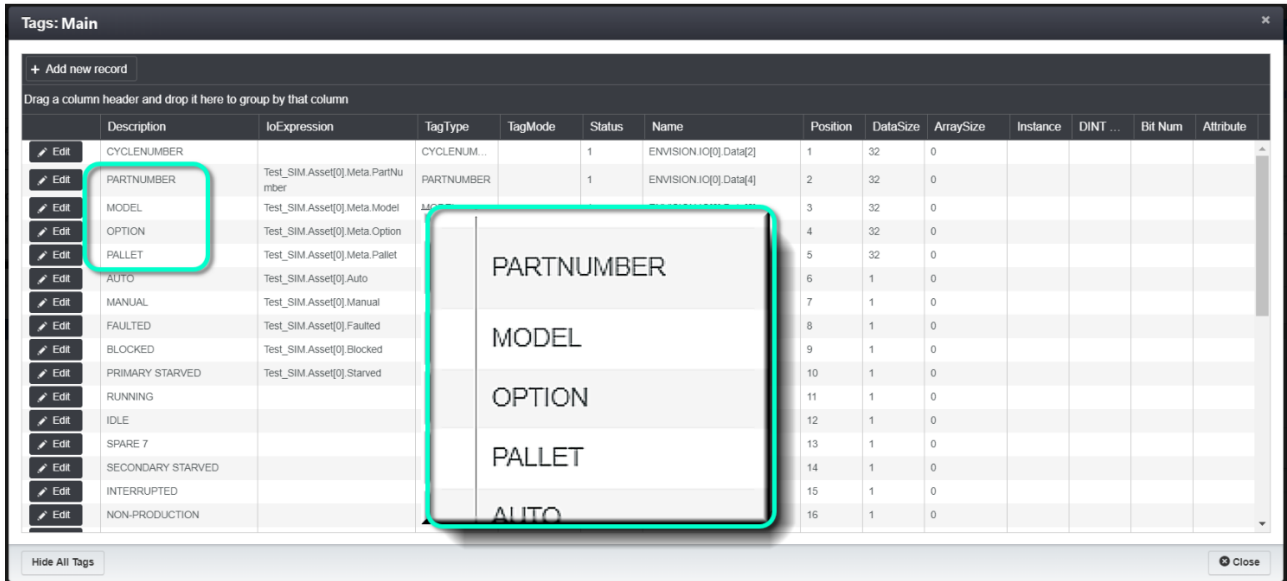 Tags: Main
×
+ Add new record
Drag a column header and drop it here to group by that column
Description IoExpression TagType TagMode Status Name Position DataSize ArraySize Instance DINT ... Bit Num Attribute
Edit CYCLENUMBER CYCLENUM... 1 ENVISION.IO[0].Data[2] 1 32 0
Edit PARTNUMBER Test_SIM.Asset[0].Meta.PartNu PARTNUMBER 1 ENVISION.IO[0].Data[4] 2 32 0
mber
Edit MODEL Test_SIM.Asset[0].Meta.Model 3 32 0
Edit OPTION Test_SIM.Asset[0].Meta.Option 4 32 0
Edit PALLET Test_SIM.Asset[0].Meta.Pallet 5 32 0
Edit AUTO Test_SIM.Asset[0].Auto 6 1 0
Edit MANUAL Test_SIM.Asset[0].Manual 7 1 0
Edit FAULTED Test_SIM.Asset[0].Faulted 8 1 0
Edit BLOCKED Test_SIM.Asset[0].Blocked 9 1 0
Edit PRIMARY STARVED Test_SIM.Asset[0].Starved 10 1 0
Edit RUNNING 11 1 0
Edit IDLE 12 1 0
Edit SPARE 7 13 1 0
Edit SECONDARY STARVED 14 1 0
Edit INTERRUPTED 15 1 0
Edit NON-PRODUCTION 16 1 0
PARTNUMBER
MODEL
OPTION
PALLET
AUTO
Hide All Tags
Close